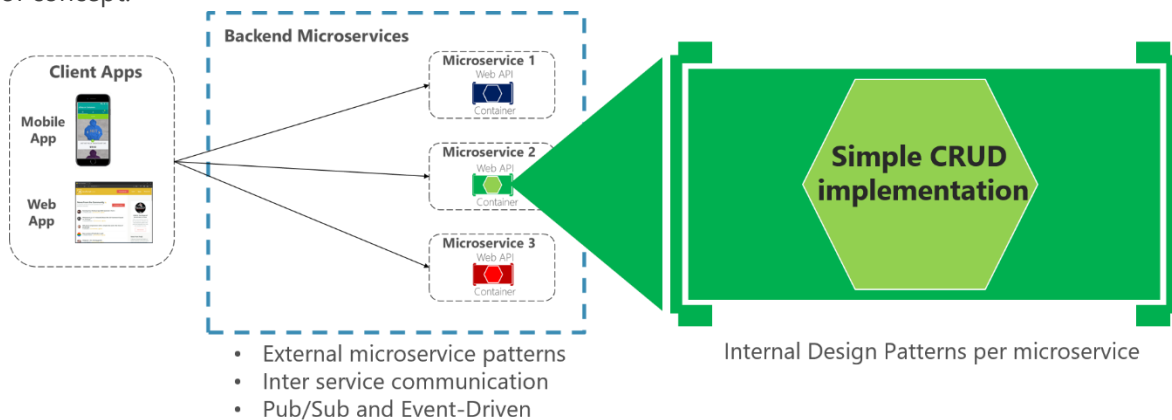 of concept.
Backend Microservices
Client Apps
Mobile
App
Web
App
Microservice 1
Web API
Container
Microservice 2
Web API
Container
Microservice 3
Web API
Container
Simple CRUD
implementation
• External microservice patterns
• Inter service communication
• Pub/Sub and Event-Driven
Internal Design Patterns per microservice